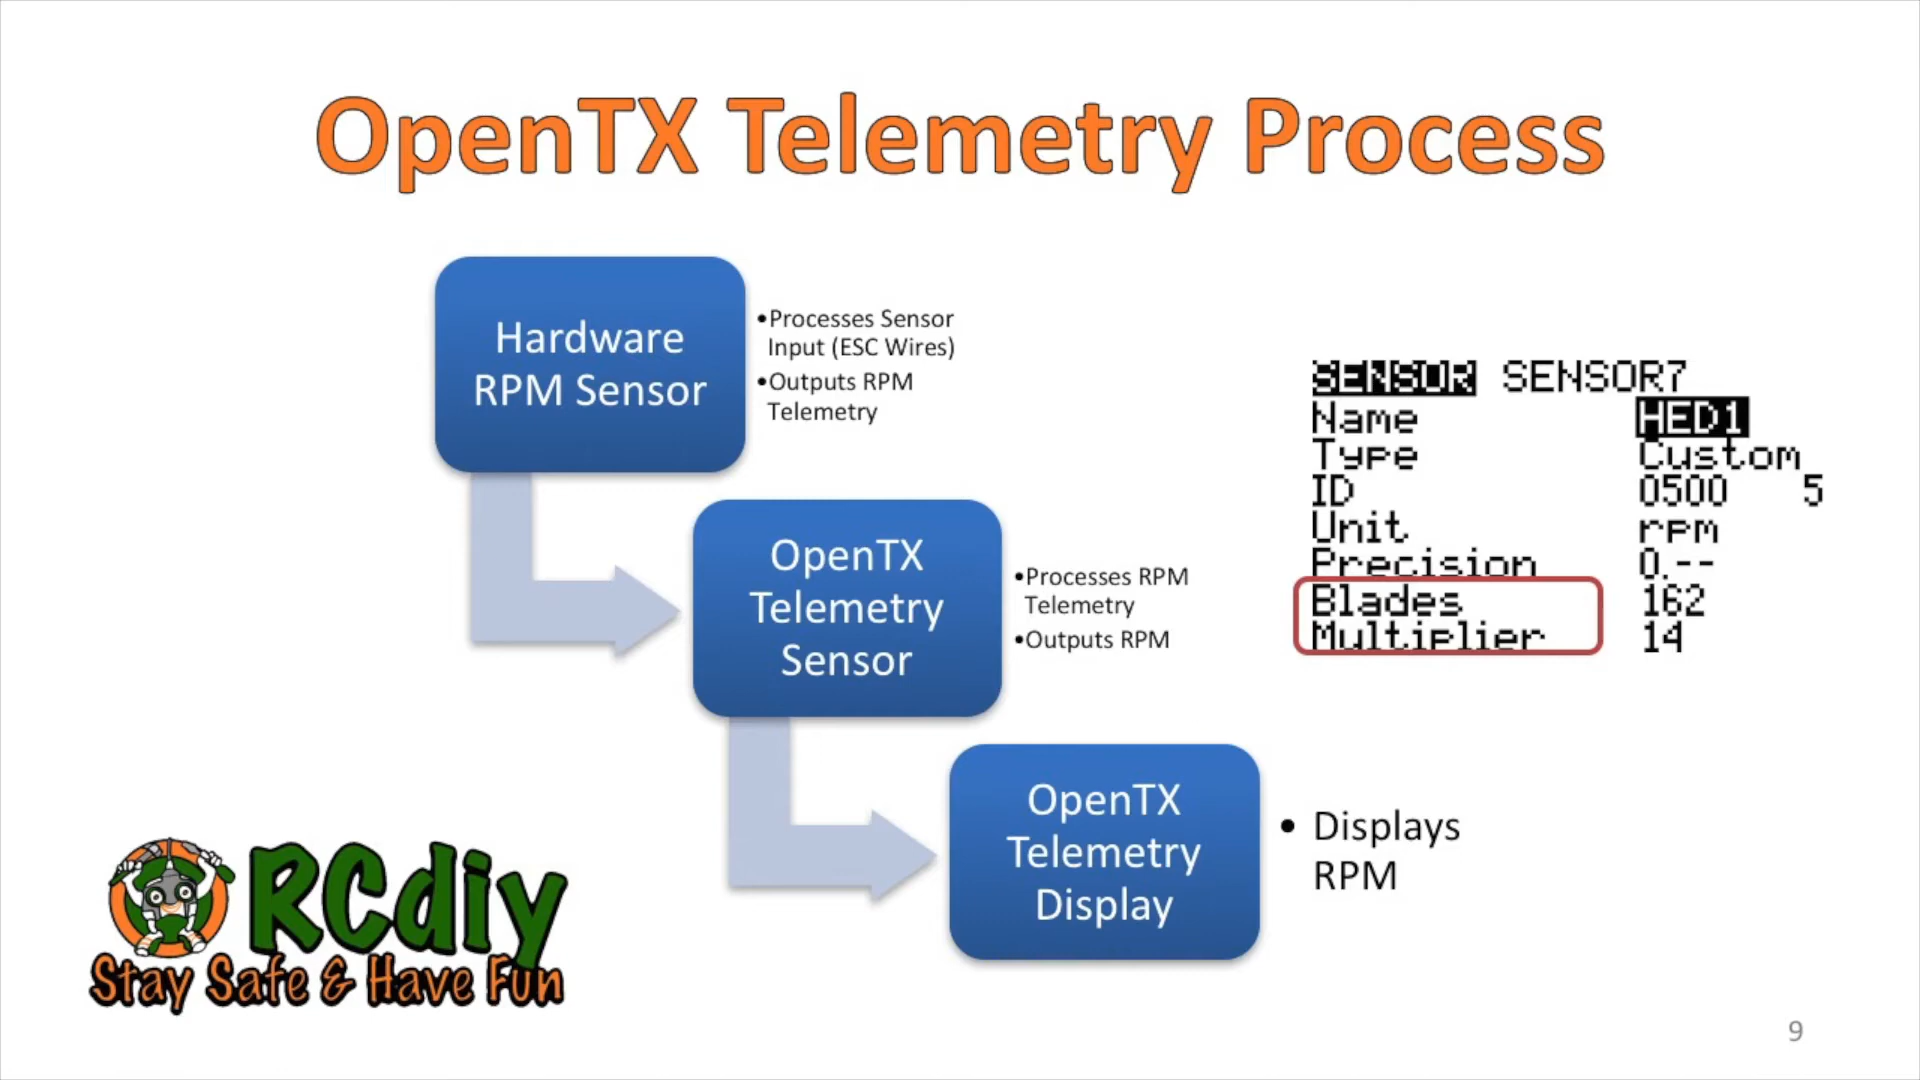 OpenTX Telemetry Process
Hardware
RPM Sensor
•Processes Sensor
Input (ESC Wires)
•Outputs RPM
Telemetry
OpenTX
Telemetry
Sensor
•Processes RPM
Telemetry
•Outputs RPM
OpenTX
Telemetry
Display
• Displays
RPM
SENSOR SENSOR7
Name HED1
Type Custom
ID 0500 5
Unit rpm
Precision 0.--
Blades 162
Multiplier 14
RCdiy
Stay Safe & Have Fun
9